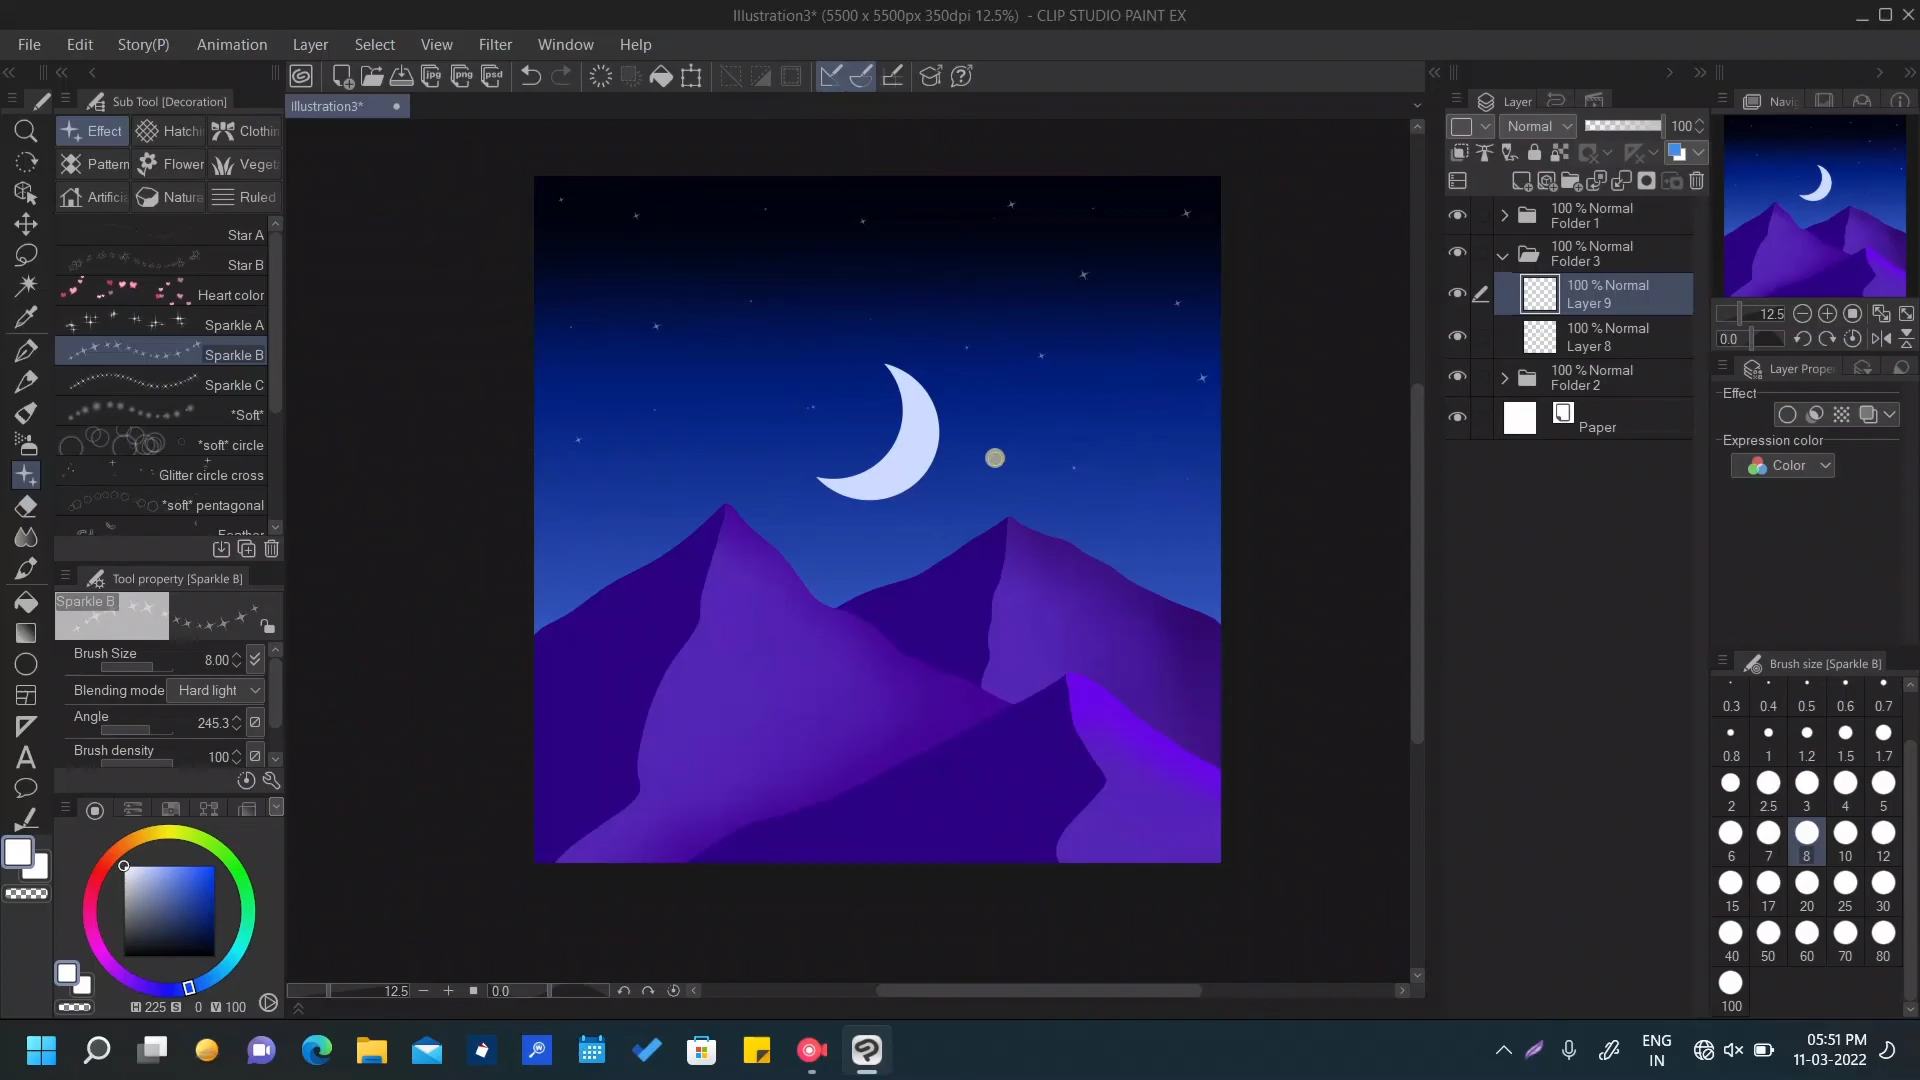 Illustration3* (5500 x 5500px 350dpi 12.5%) - CLIP STUDIO PAINT EX
File Edit Story(P) Animation Layer Select View Filter Window Help
jpg png psd
Sub Tool [Decoration]
Illustration3*
Effect Hatchi Clothin
Pattern Flower Veget
Artificia Natura Ruled
Star A
Star B
Heart color
Sparkle A
Sparkle B
Sparkle C
*Soft*
*soft* circle
Glitter circle cross
*soft* pentagonal
Feather
Tool property [Sparkle B]
Sparkle B
Brush Size 8.00
Blending mode Hard light
Angle 245.3
Brush density 100
H 225 S 0 V 100
12.5 0.0
Layer
Normal 100
100 % Normal
Folder 1
100 % Normal
Folder 3
100 % Normal
Layer 9
100 % Normal
Layer 8
100 % Normal
Folder 2
Paper
Navi
12.5
0.0
Layer Prope
Effect
Expression color
Color
Brush size [Sparkle B]
0.3 0.4 0.5 0.6 0.7
0.8 1 1.2 1.5 1.7
2 2.5 3 4 5
6 7 8 10 12
15 17 20 25 30
40 50 60 70 80
100
ENG
IN
05:51 PM
11-03-2022